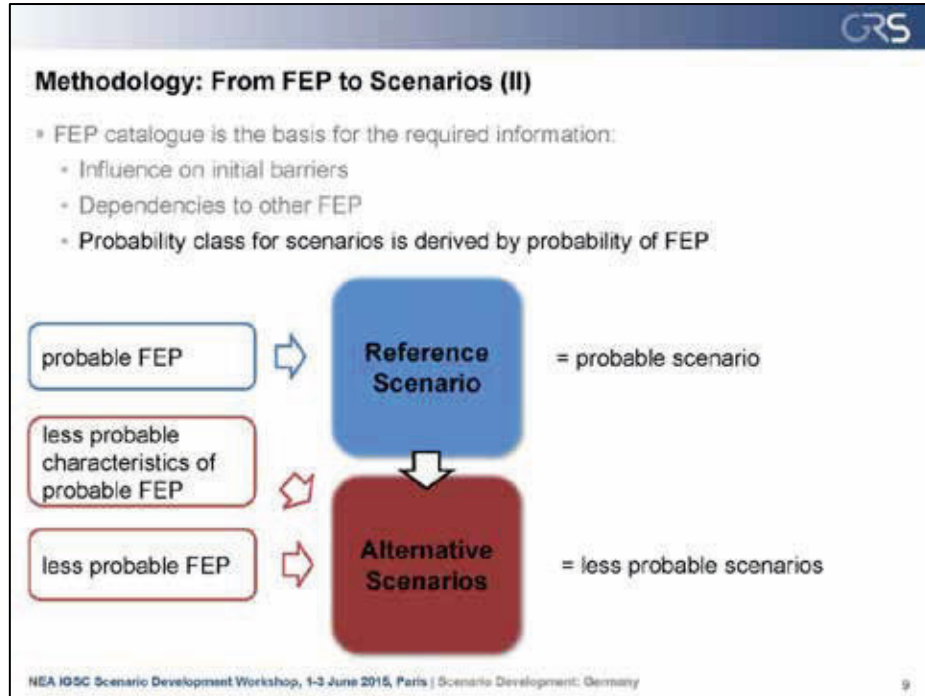 GRS
Methodology: From FEP to Scenarios (II)
FEP catalogue is the basis for the required information:
Influence on initial barriers
Dependencies to other FEP
Probability class for scenarios is derived by probability of FEP
probable FEP
Reference
Scenario
= probable scenario
less probable
characteristics of
probable FEP
less probable FEP
Alternative
Scenarios
= less probable scenarios
NEA IGSC Scenario Development Workshop, 1-3 June 2015, Paris | Scenario Development: Germany
9